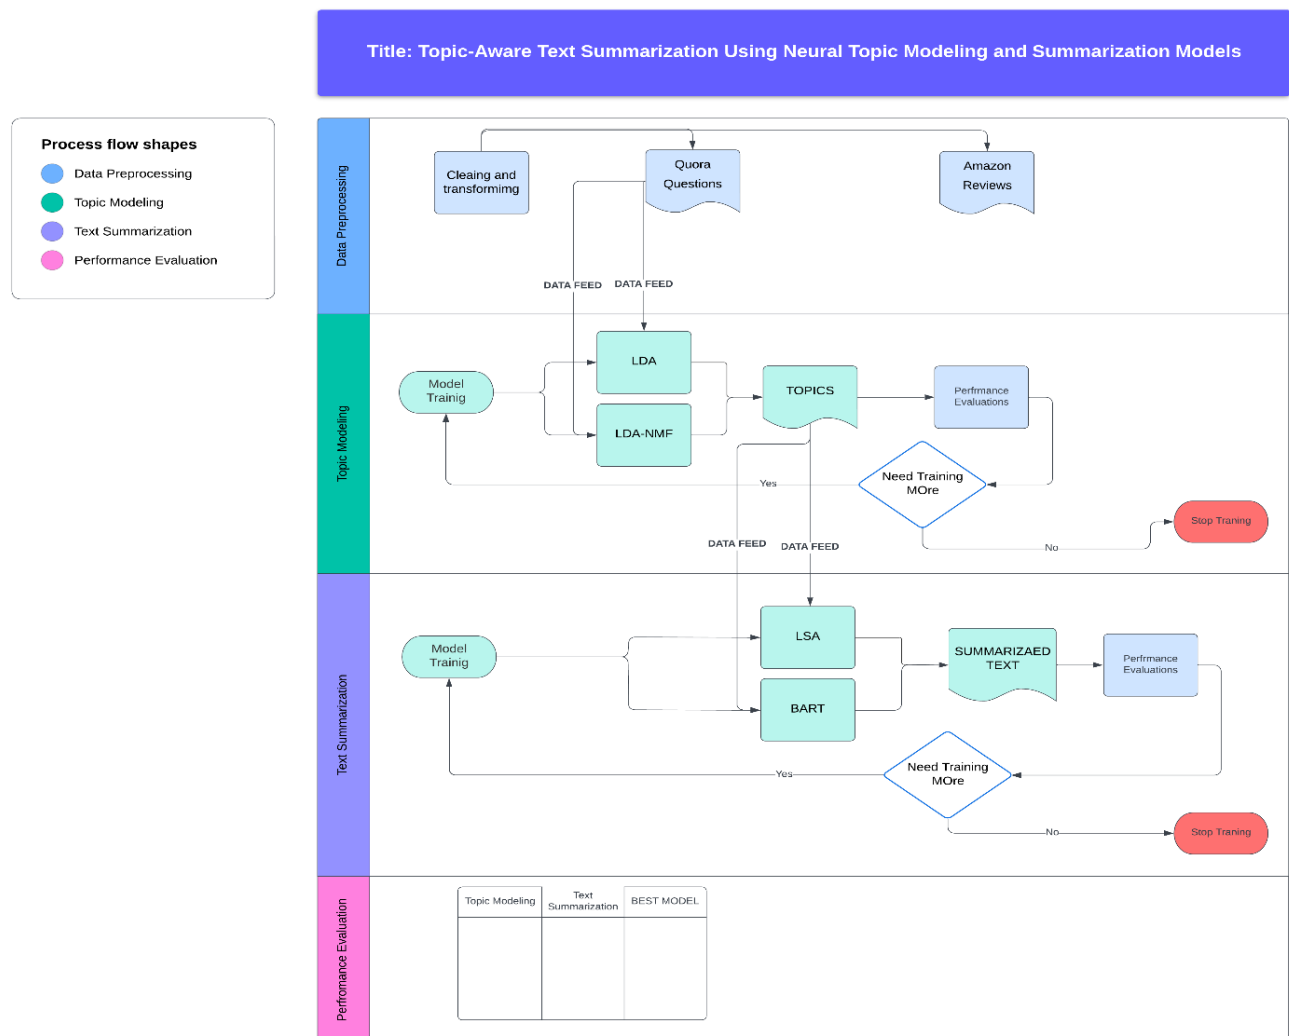 Title: Topic-Aware Text Summarization Using Neural Topic Modeling and Summarization Models
Process flow shapes
Data Preprocessing
Topic Modeling
Text Summarization
Performance Evaluation
Data Preprocessing
Cleaing and
transformimg
Quora
Questions
Amazon
Reviews
DATA FEED
DATA FEED
Topic Modeling
Model
Trainig
LDA
LDA-NMF
TOPICS
Perfrmance
Evaluations
Need Training
MOre
Yes
No
Stop Traning
DATA FEED
DATA FEED
Text Summarization
Model
Trainig
LSA
BART
SUMMARIZAED
TEXT
Perfrmance
Evaluations
Need Training
MOre
Yes
No
Stop Traning
Perfromance Evaluation
Topic Modeling
Text
Summarization
BEST MODEL